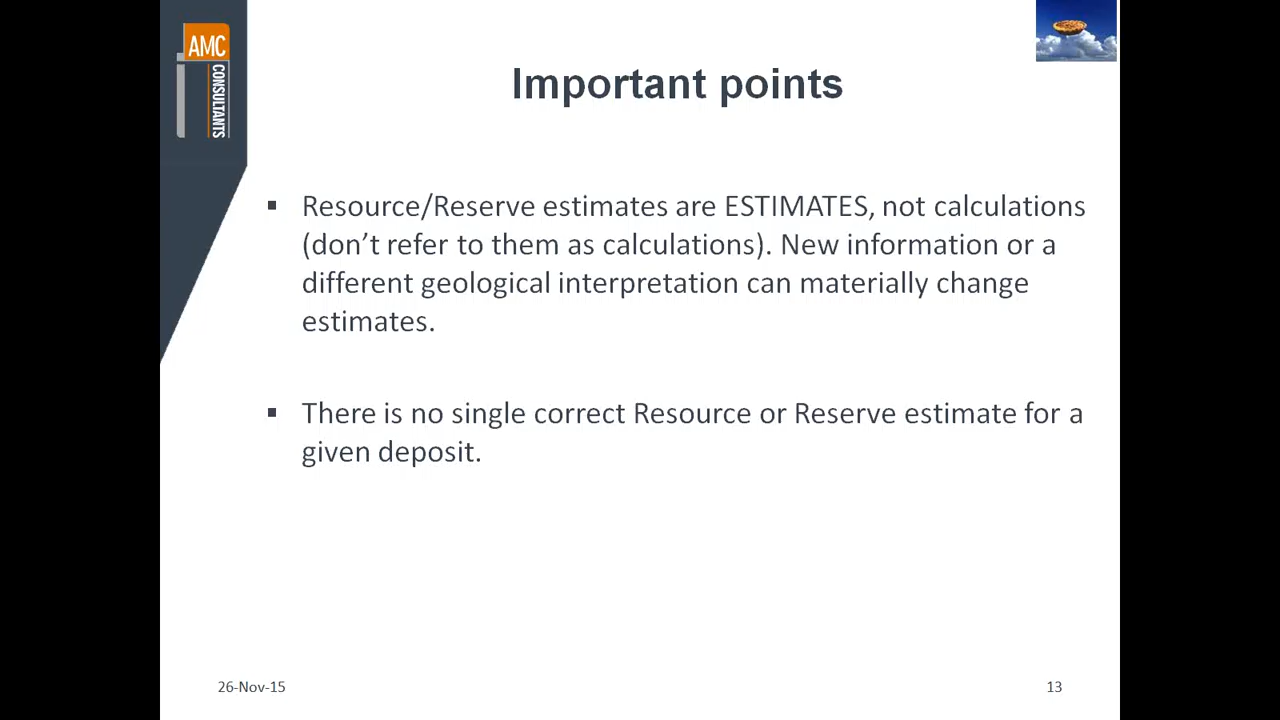 AMC
CONSULTANTS
Important points
▪ Resource/Reserve estimates are ESTIMATES, not calculations
(don’t refer to them as calculations). New information or a
different geological interpretation can materially change
estimates.
▪ There is no single correct Resource or Reserve estimate for a
given deposit.
26-Nov-15
13